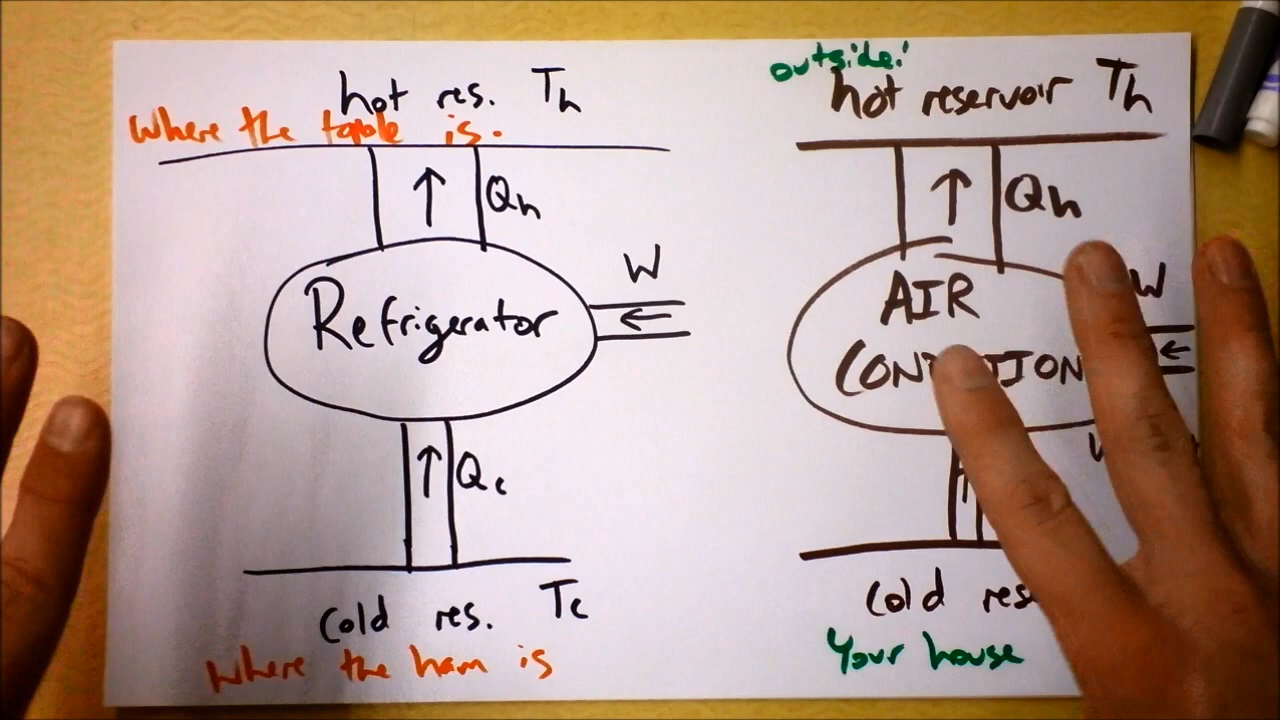 hot res. Th
Where the table is.
Qh
W
Refrigerator
Qc
Cold res. Tc
Where the ham is
outside!
hot reservoir Th
Qh
W
AIR
Cold
Your house